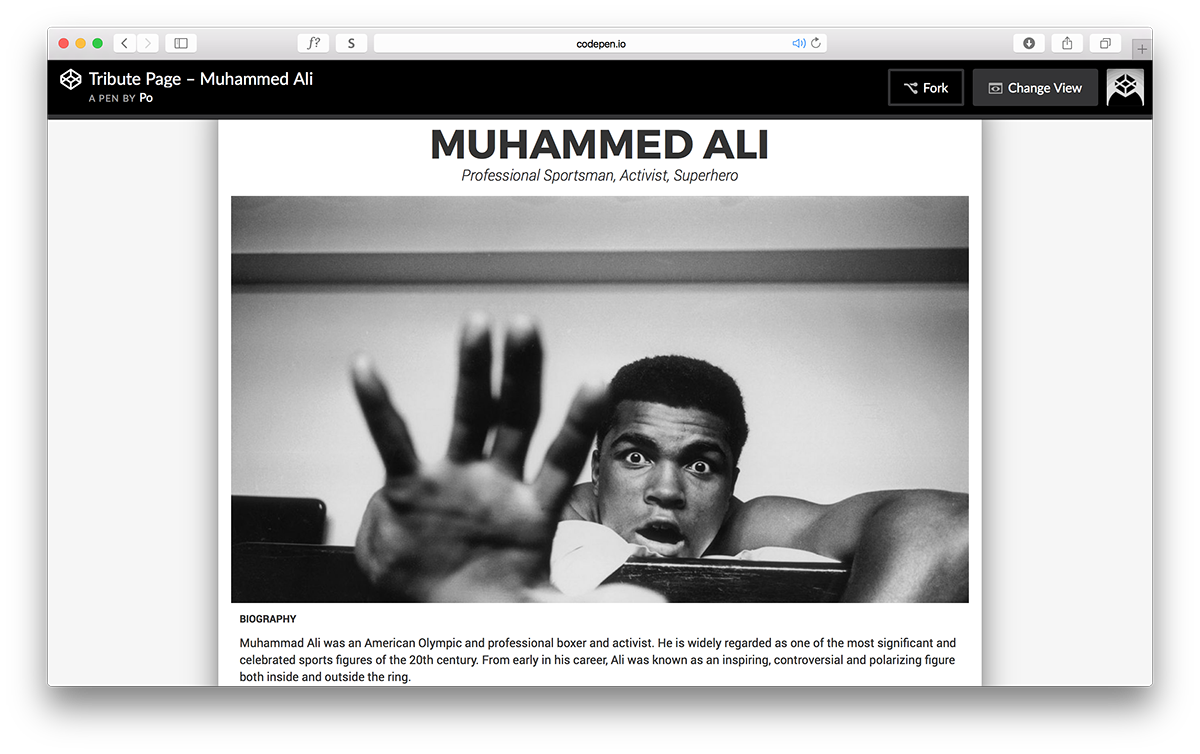 f?
S
codepen.io
Tribute Page – Muhammed Ali
A PEN BY Po
Fork
Change View
MUHAMMED ALI
Professional Sportsman, Activist, Superhero
BIOGRAPHY
Muhammad Ali was an American Olympic and professional boxer and activist. He is widely regarded as one of the most significant and
celebrated sports figures of the 20th century. From early in his career, Ali was known as an inspiring, controversial and polarizing figure
both inside and outside the ring.